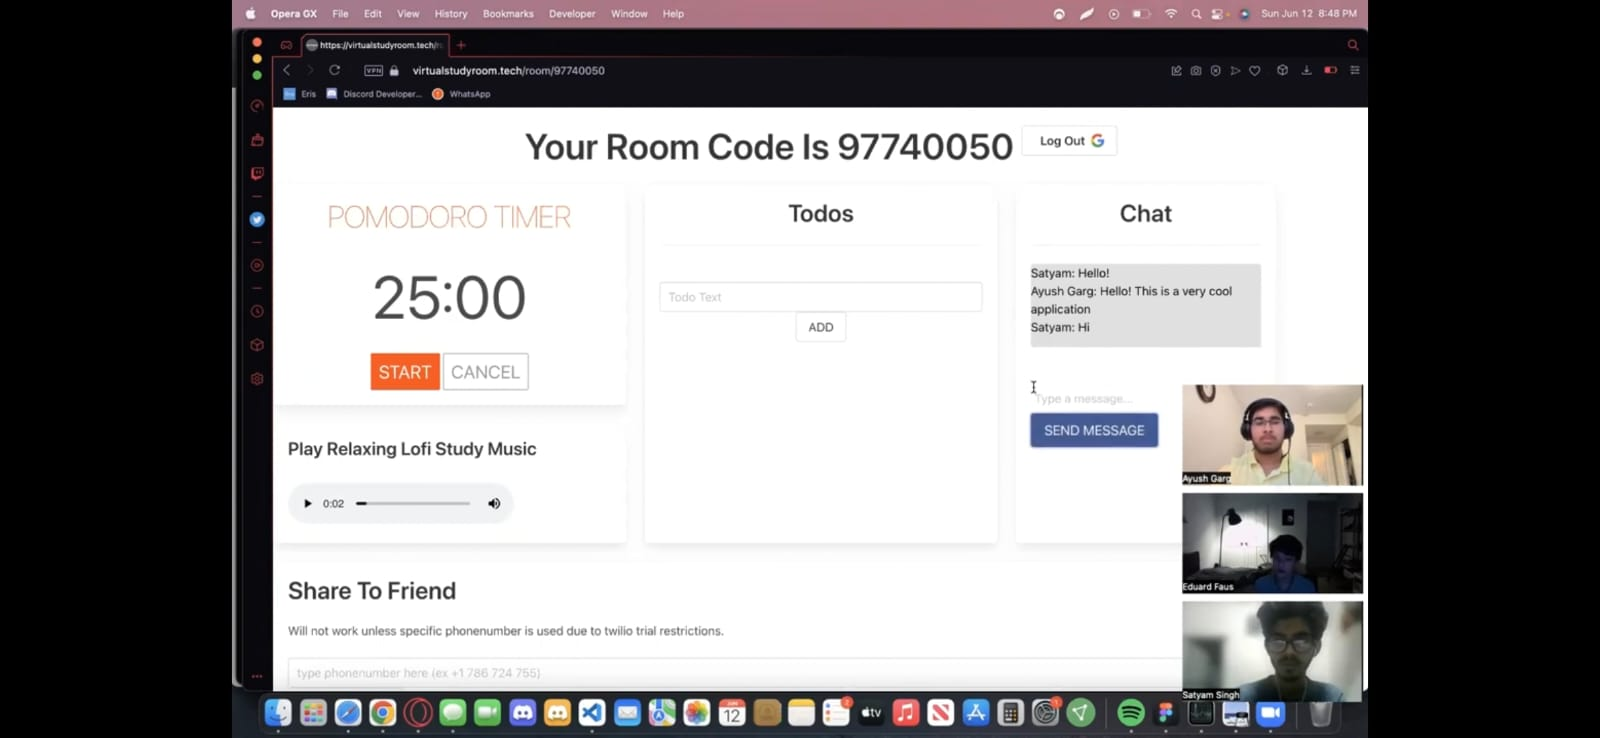 Opera GX File Edit View History Bookmarks Developer Window Help Sun Jun 12 8:48 PM
https://virtualstudyroom.tech/r
VPN virtualstudyroom.tech/room/97740050
Eris Discord Developer... WhatsApp
Your Room Code Is 97740050
Log Out
POMODORO TIMER
25:00
START CANCEL
Play Relaxing Lofi Study Music
0:02
Todos
Todo Text
ADD
Chat
Satyam: Hello!
Ayush Garg: Hello! This is a very cool
application
Satyam: Hi
Type a message...
SEND MESSAGE
Ayush Garg
Eduard Faus
Satyam Singh
Share To Friend
Will not work unless specific phonenumber is used due to twilio trial restrictions.
type phonenumber here (ex +1 786 724 755)
JUN
12
tv